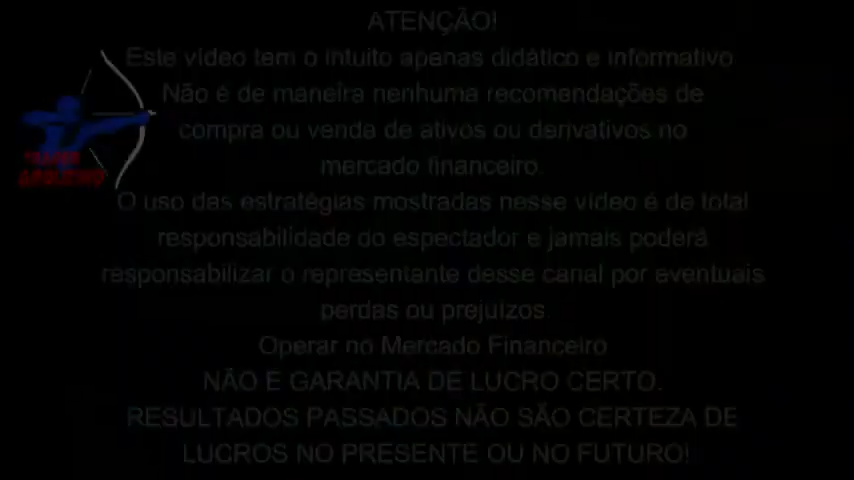 ATENÇÃO!
Este vídeo tem o intuito apenas didático e informativo
Não é de maneira nenhuma recomendações de
compra ou venda de ativos ou derivativos no
mercado financeiro.
TRADER
ARQUEIRO
O uso das estratégias mostradas nesse vídeo é de total
responsabilidade do espectador e jamais poderá
responsabilizar o representante desse canal por eventuais
perdas ou prejuízos.
Operar no Mercado Financeiro
NÃO É GARANTIA DE LUCRO CERTO.
RESULTADOS PASSADOS NÃO SÃO CERTEZA DE
LUCROS NO PRESENTE OU NO FUTURO!